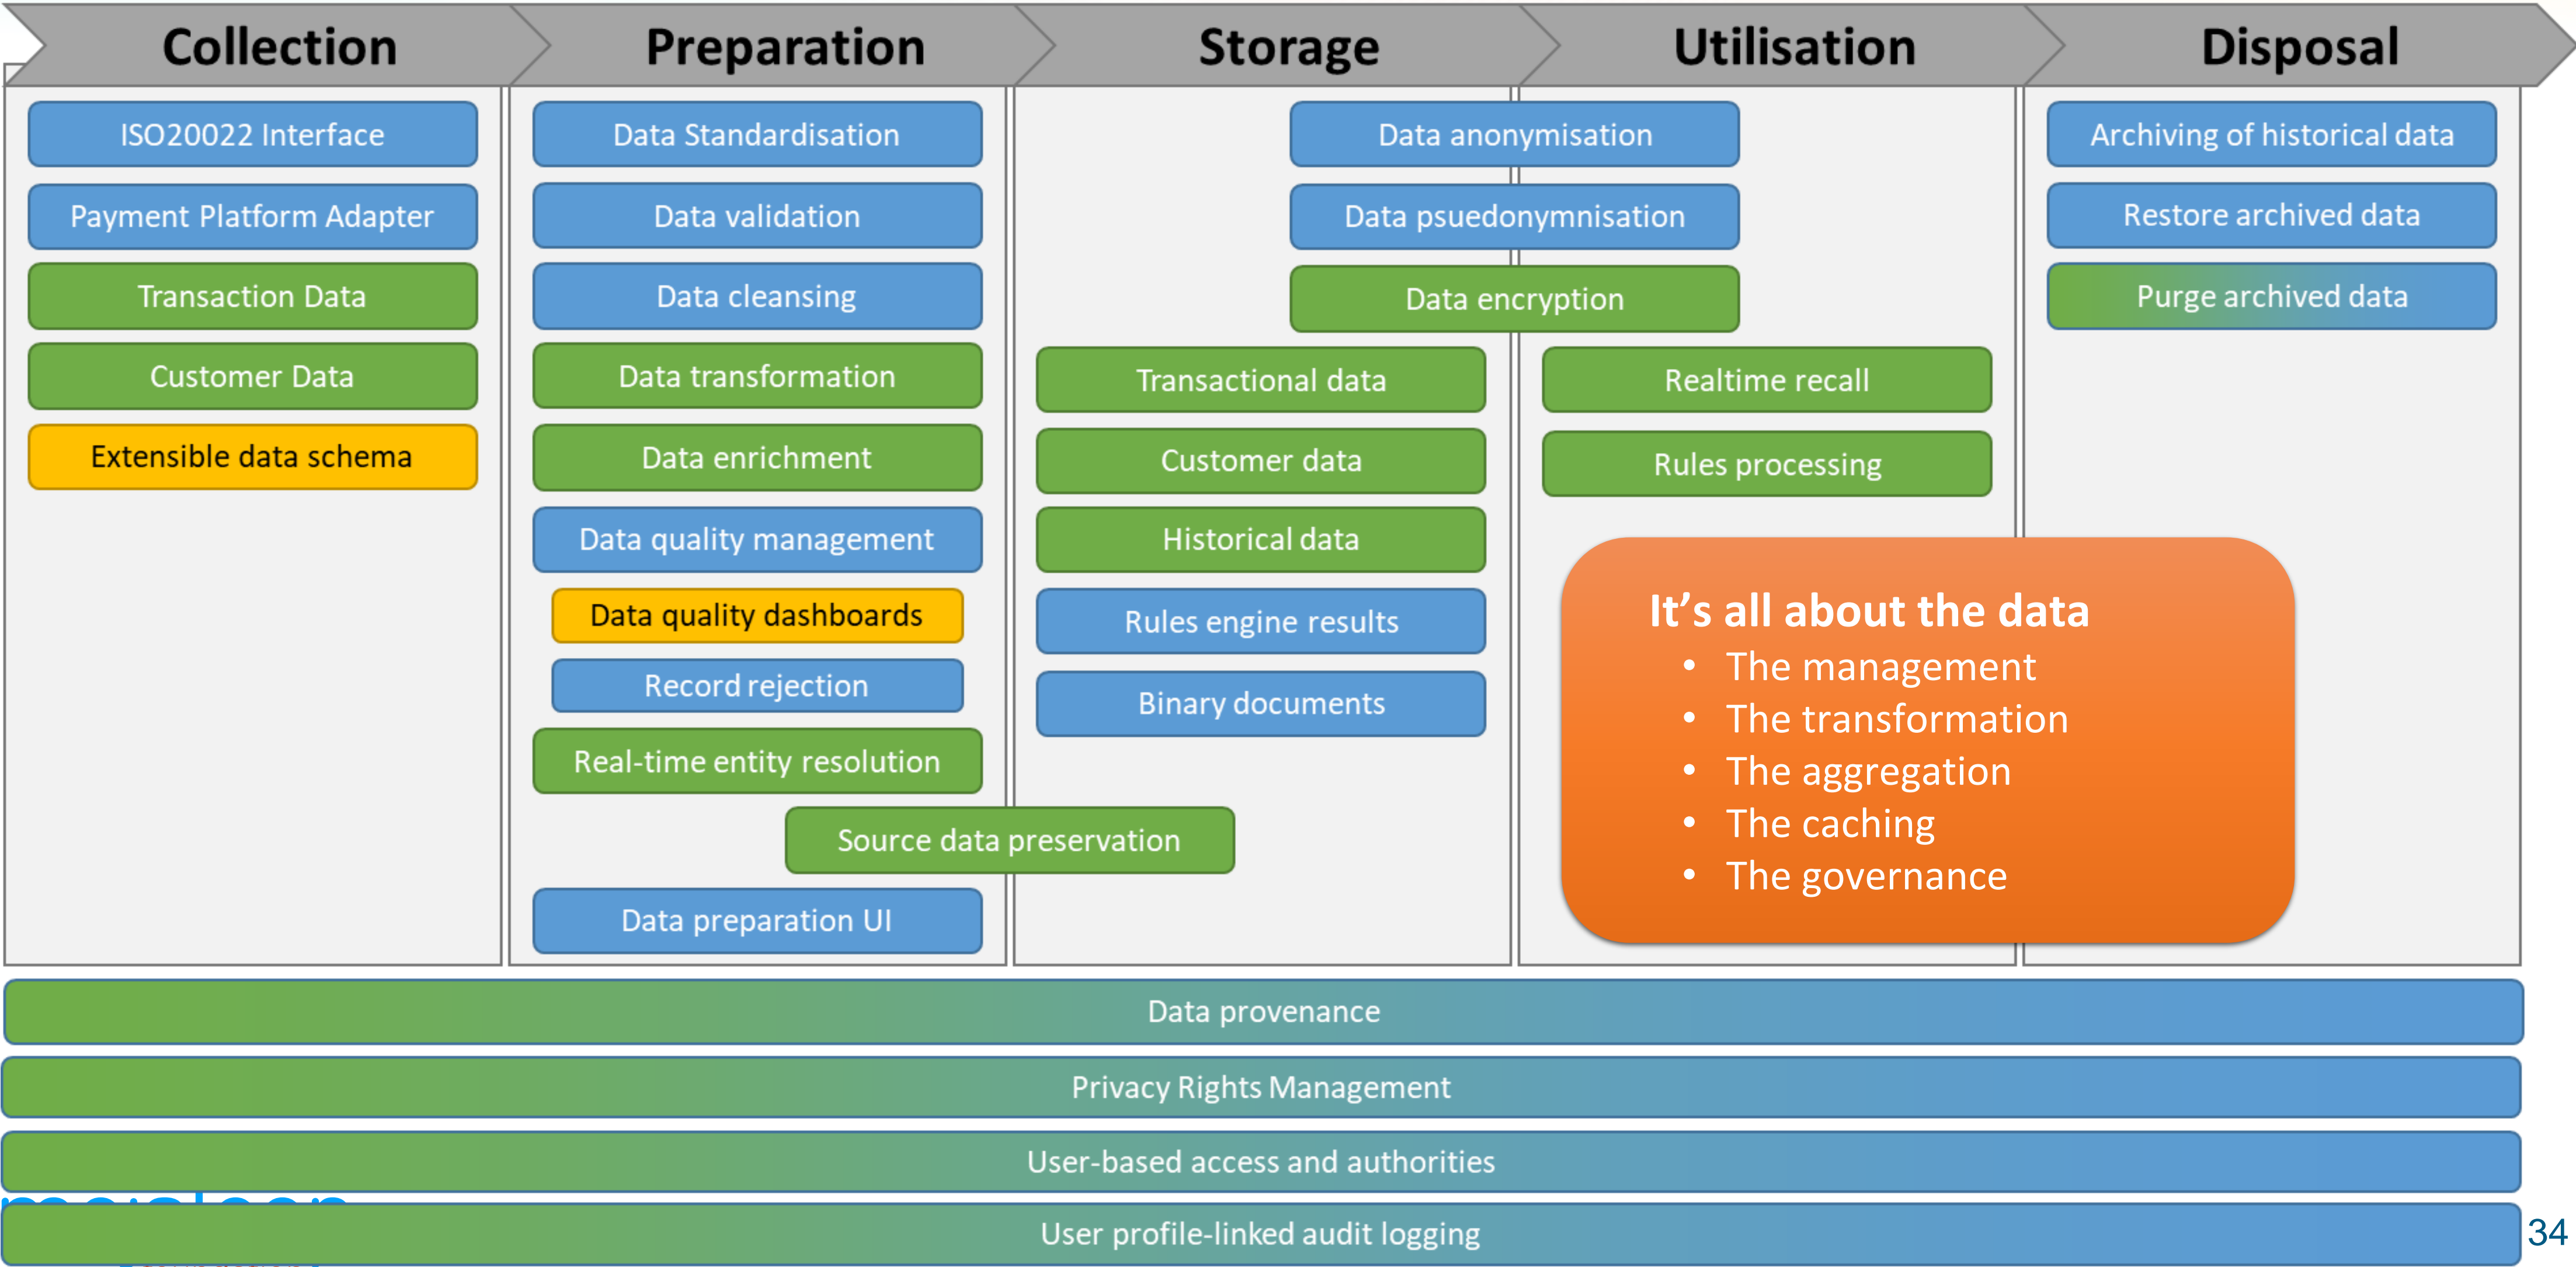 Collection
Preparation
Storage
Utilisation
Disposal
ISO20022 Interface
Payment Platform Adapter
Transaction Data
Customer Data
Extensible data schema
Data Standardisation
Data validation
Data cleansing
Data transformation
Data enrichment
Data quality management
Data quality dashboards
Record rejection
Real-time entity resolution
Source data preservation
Data preparation UI
Data anonymisation
Data psuedonymnisation
Data encryption
Transactional data
Customer data
Historical data
Rules engine results
Binary documents
Realtime recall
Rules processing
Archiving of historical data
Restore archived data
Purge archived data
It’s all about the data
• The management
• The transformation
• The aggregation
• The caching
• The governance
Data provenance
Privacy Rights Management
User-based access and authorities
User profile-linked audit logging
34